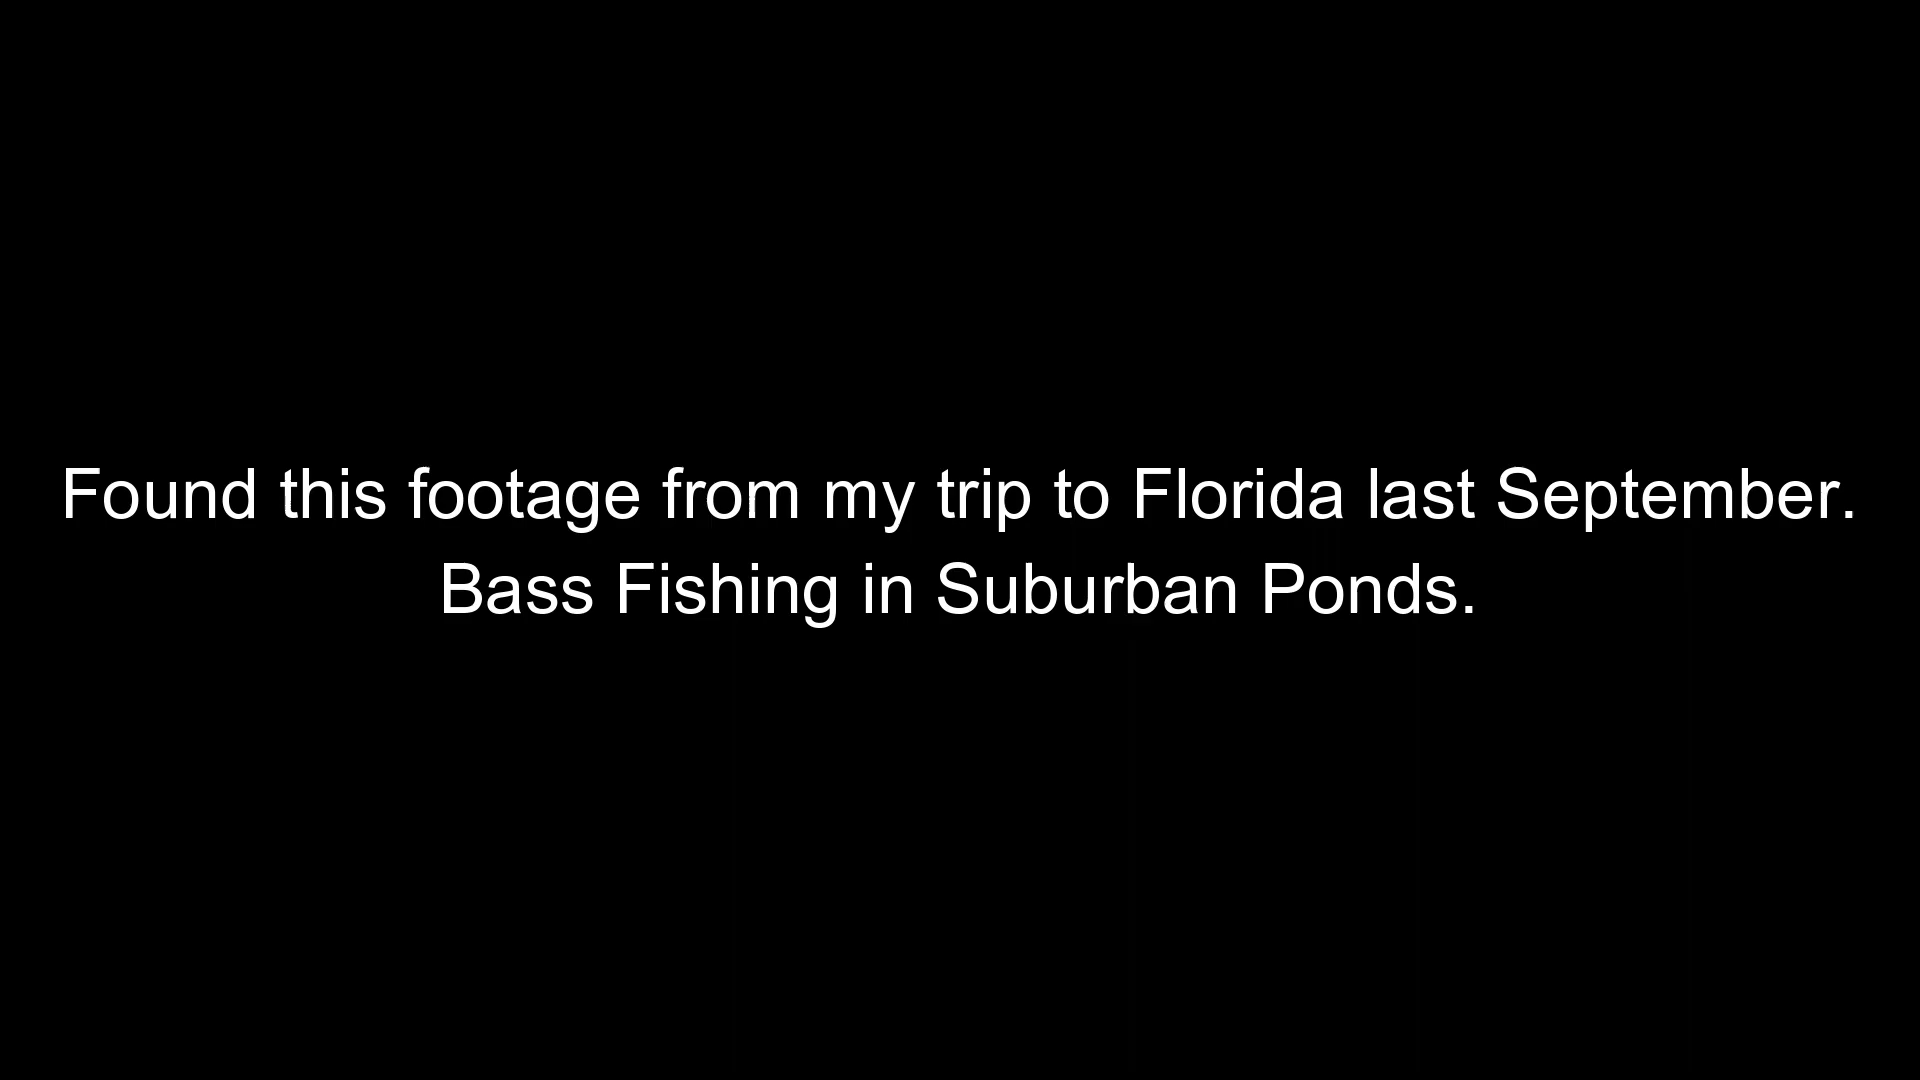 Found this footage from my trip to Florida last September.
Bass Fishing in Suburban Ponds.